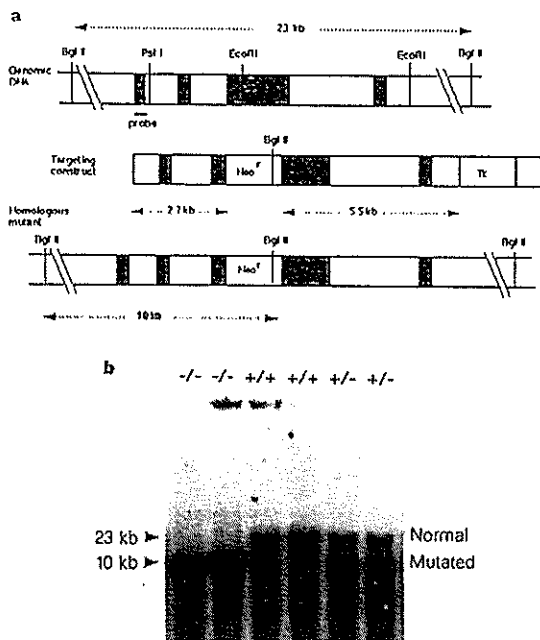 a
23 kb
Bgl II Pst I EcoRI EcoRI Bgl II
Genomic
DNA
probe
Bgl II
Targeting
construct
Neo r Tk
2.7 kb 5.5 kb
Homologous
mutant
Bgl II Bgl II Bgl II
Neo r
10 kb
b
-/- -/- +/+ +/+ +/- +/-
23 kb Normal
10 kb Mutated